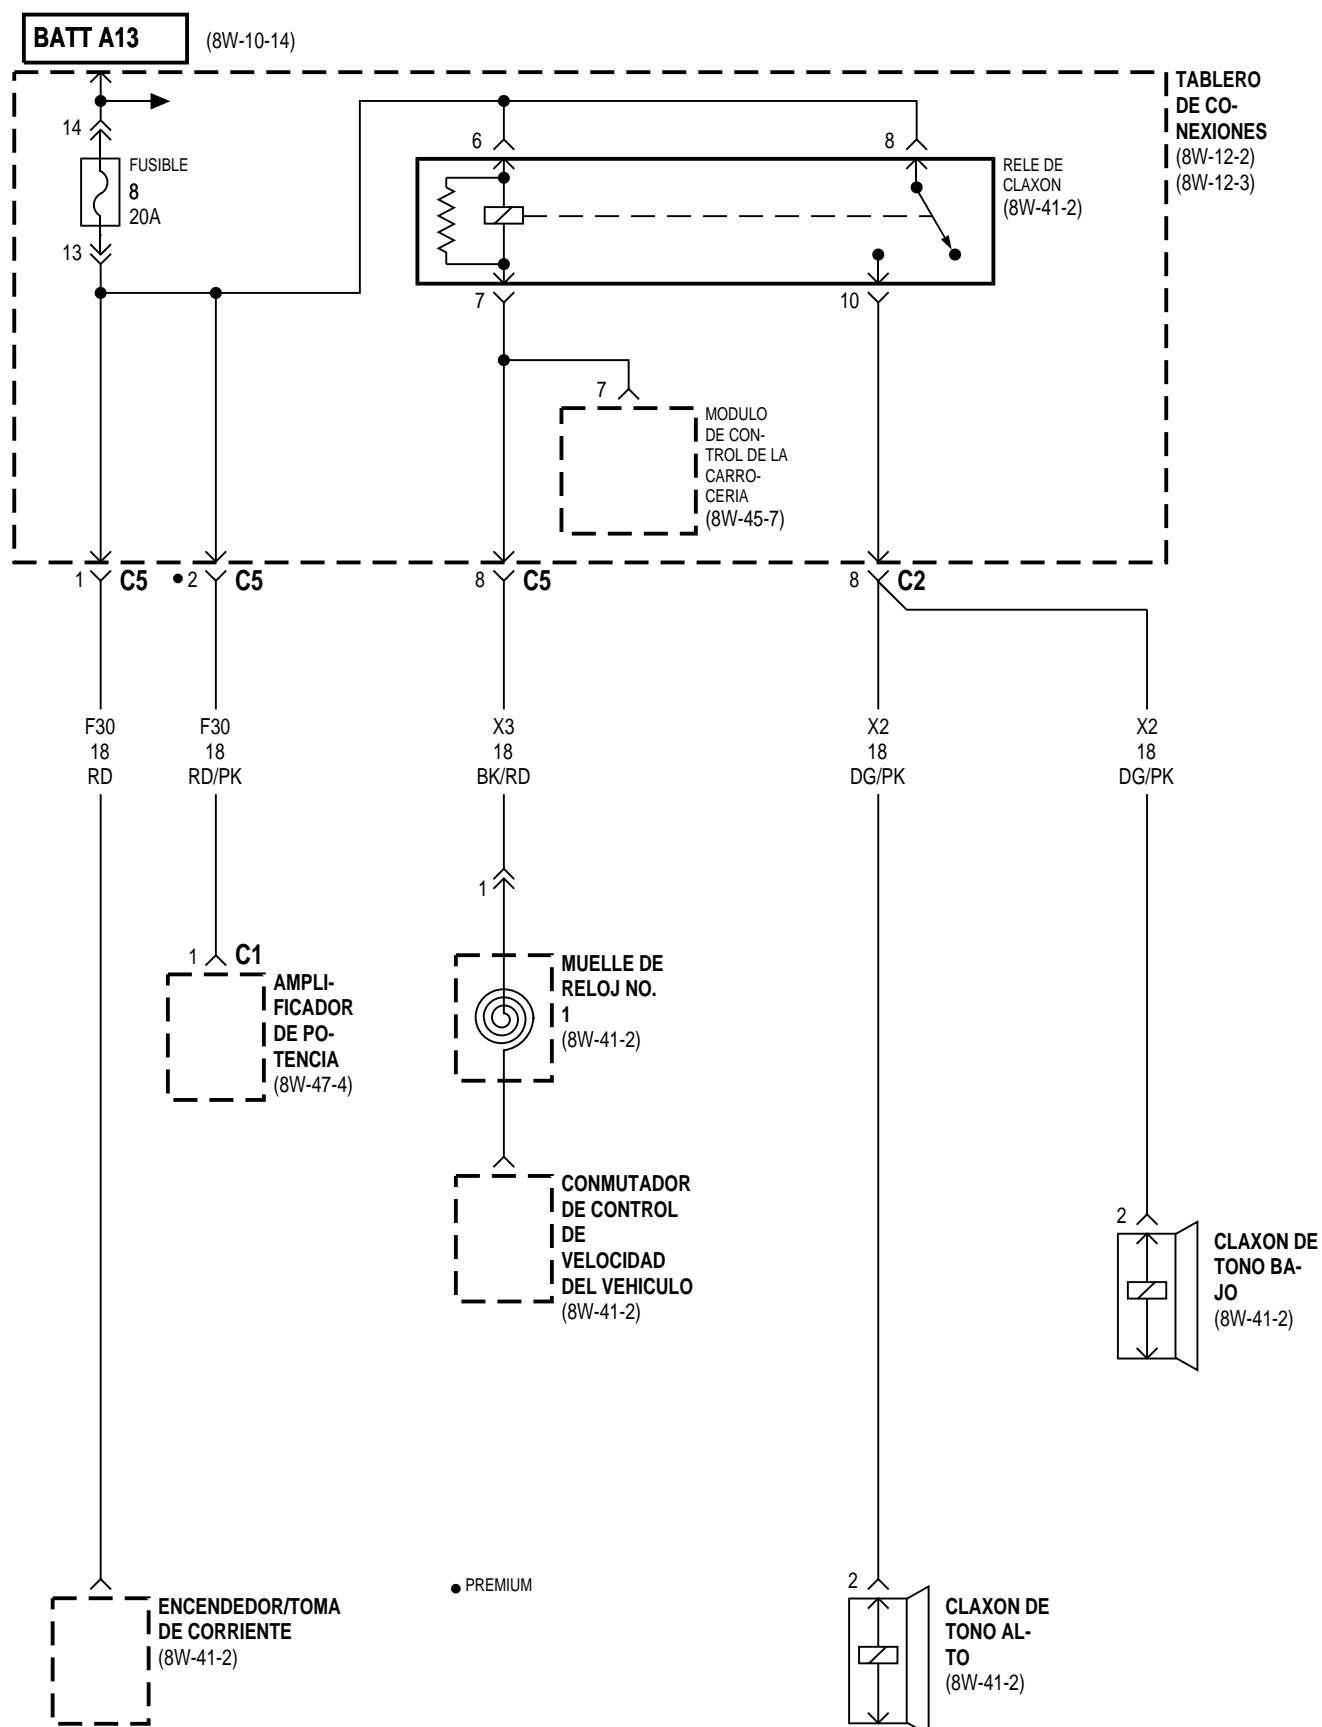 BATT A13
(8W-10-14)
TABLERO
DE CO-
NEXIONES
(8W-12-2)
(8W-12-3)
14
FUSIBLE
8
20A
13
6
8
RELE DE
CLAXON
(8W-41-2)
7
10
7
MODULO
DE CON-
TROL DE LA
CARRO-
CERIA
(8W-45-7)
1 C5
2 C5
8 C5
8 C2
F30
18
RD
F30
18
RD/PK
X3
18
BK/RD
X2
18
DG/PK
X2
18
DG/PK
1
1 C1
AMPLI-
FICADOR
DE PO-
TENCIA
(8W-47-4)
MUELLE DE
RELOJ NO.
1
(8W-41-2)
CONMUTADOR
DE CONTROL
DE
VELOCIDAD
DEL VEHICULO
(8W-41-2)
2
CLAXON DE
TONO BA-
JO
(8W-41-2)
ENCENDEDOR/TOMA
DE CORRIENTE
(8W-41-2)
PREMIUM
2
CLAXON DE
TONO AL-
TO
(8W-41-2)